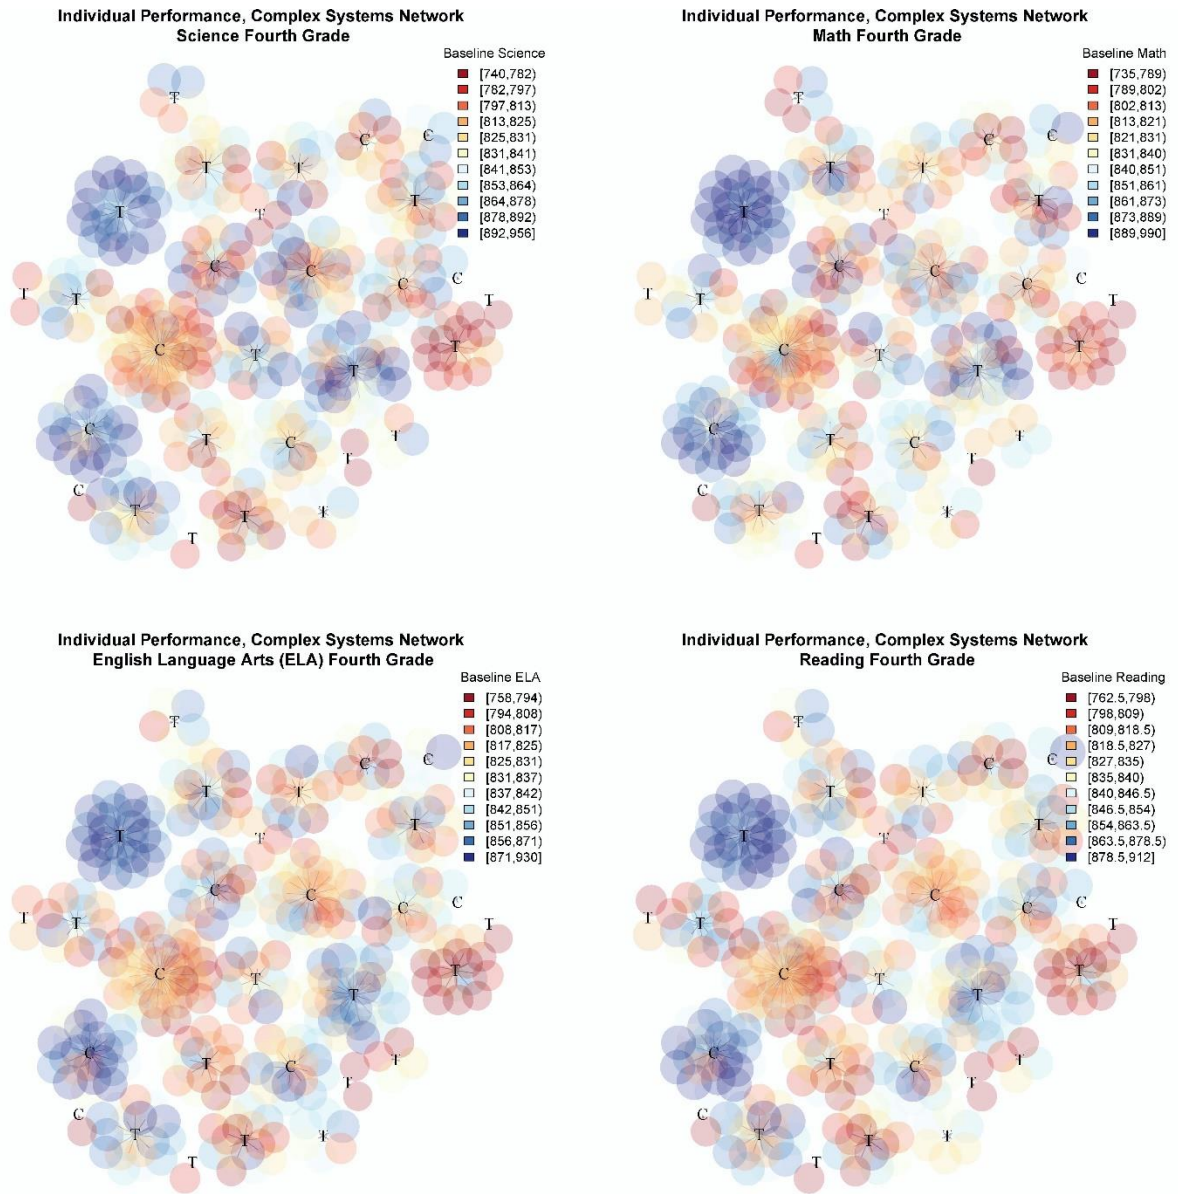 Individual Performance, Complex Systems Network
Science Fourth Grade
Baseline Science
[740,782)
[782,797)
[797,813)
[813,825)
[825,831)
[831,841)
[841,853)
[853,864)
[864,878)
[878,892)
[892,956]
T
C
C
T
T
T
T
T
C
C
C
C
T
T
T
C
T
T
T
C
T
C
T
T
C
T
T
T
T
Individual Performance, Complex Systems Network
Math Fourth Grade
Baseline Math
[735,789)
[789,802)
[802,813)
[813,821)
[821,831)
[831,840)
[840,851)
[851,861)
[861,873)
[873,889)
[889,990]
T
C
C
T
T
T
T
T
C
C
C
C
T
T
T
C
T
T
T
C
T
C
T
T
C
T
T
T
T
Individual Performance, Complex Systems Network
English Language Arts (ELA) Fourth Grade
Baseline ELA
[758,794)
[794,808)
[808,817)
[817,825)
[825,831)
[831,837)
[837,842)
[842,851)
[851,856)
[856,871)
[871,930]
T
C
C
T
T
T
T
T
C
C
C
C
T
T
T
C
T
T
T
C
T
C
T
T
C
T
T
T
T
Individual Performance, Complex Systems Network
Reading Fourth Grade
Baseline Reading
[762.5,798)
[798,809)
[809,818.5)
[818.5,827)
[827,835)
[835,840)
[840,846.5)
[846.5,854)
[854,863.5)
[863.5,878.5)
[878.5,912]
T
C
C
T
T
T
T
T
C
C
C
C
T
T
T
C
T
T
T
C
T
C
T
T
C
T
T
T
T